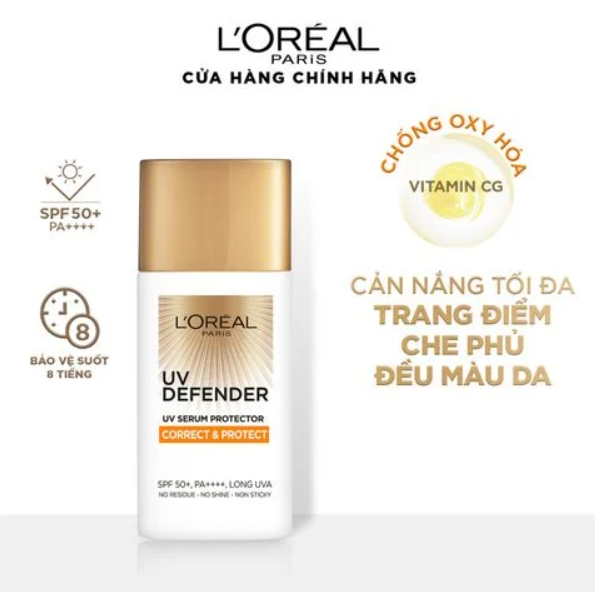 L'ORÉAL
PARIS
CỬA HÀNG CHÍNH HÃNG
SPF 50+
PA++++
8
BẢO VỆ SUỐT
8 TIẾNG
L'ORÉAL
PARIS
UV
DEFENDER
UV SERUM PROTECTOR
CORRECT & PROTECT
SPF 50+, PA++++, LONG UVA
NO RESIDUE - NO SHINE - NON STICKY
CHỐNG OXY HÓA
VITAMIN CG
CẢN NẮNG TỐI ĐA
TRANG ĐIỂM
CHE PHỦ
ĐỀU MÀU DA